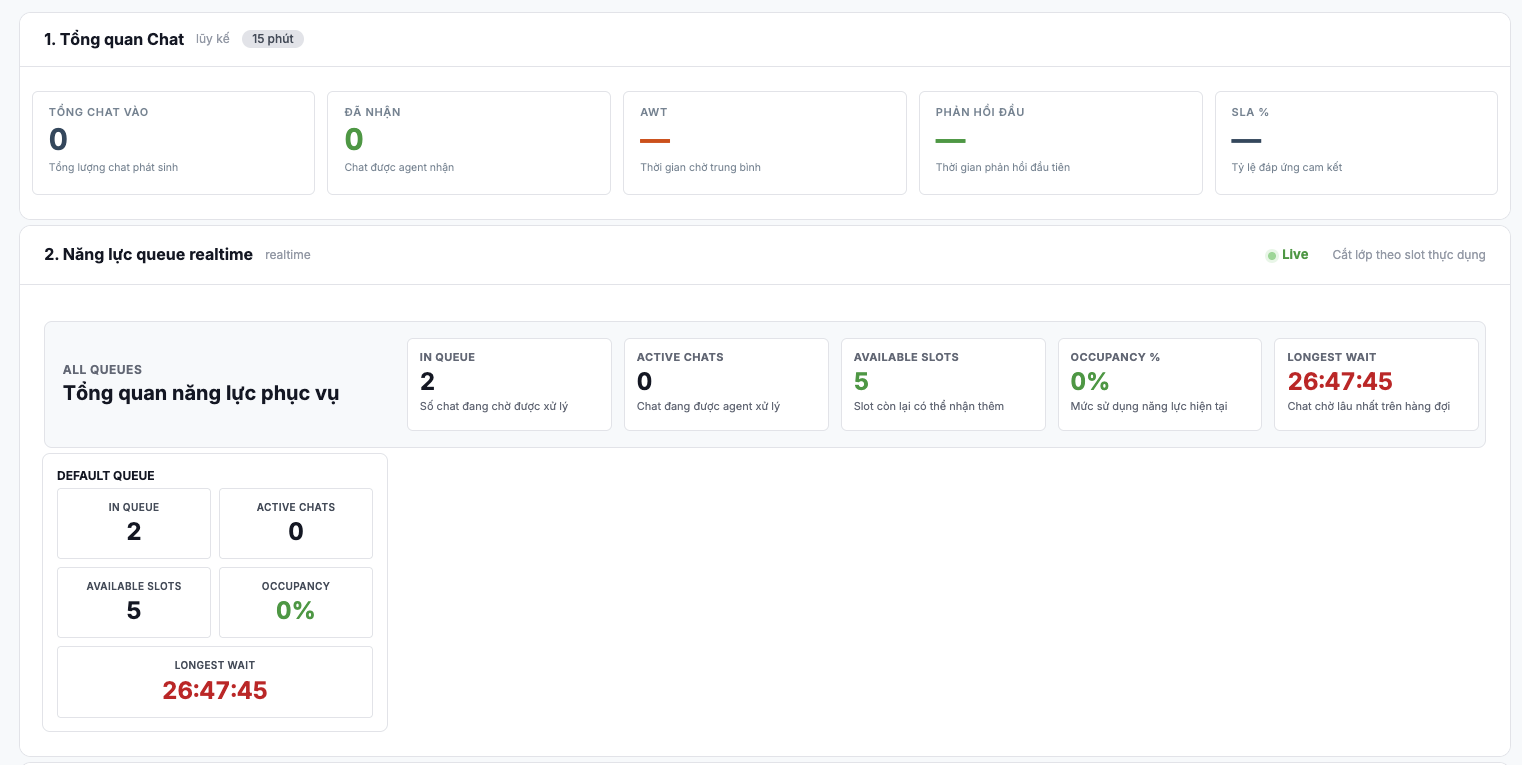 1. Tổng quan Chat lũy kế 15 phút
TỔNG CHAT VÀO
0
Tổng lượng chat phát sinh
ĐÃ NHẬN
0
Chat được agent nhận
AWT
—
Thời gian chờ trung bình
PHẢN HỒI ĐẦU
—
Thời gian phản hồi đầu tiên
SLA %
—
Tỷ lệ đáp ứng cam kết
2. Năng lực queue realtime realtime
Live Cắt lớp theo slot thực dụng
ALL QUEUES
Tổng quan năng lực phục vụ
IN QUEUE
2
Số chat đang chờ được xử lý
ACTIVE CHATS
0
Chat đang được agent xử lý
AVAILABLE SLOTS
5
Slot còn lại có thể nhận thêm
OCCUPANCY %
0%
Mức sử dụng năng lực hiện tại
LONGEST WAIT
26:47:45
Chat chờ lâu nhất trên hàng đợi
DEFAULT QUEUE
IN QUEUE
2
ACTIVE CHATS
0
AVAILABLE SLOTS
5
OCCUPANCY
0%
LONGEST WAIT
26:47:45